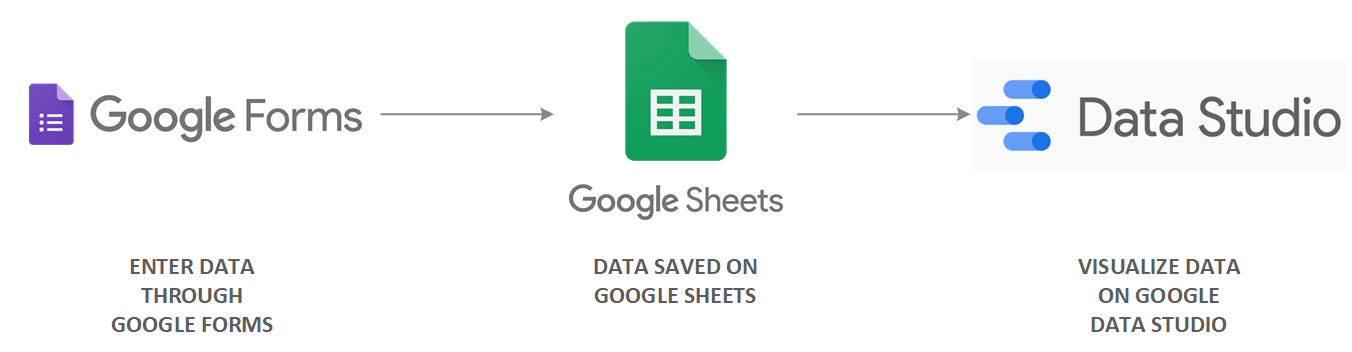 Google Forms
Google Sheets
Data Studio
ENTER DATA
THROUGH
GOOGLE FORMS
DATA SAVED ON
GOOGLE SHEETS
VISUALIZE DATA
ON GOOGLE
DATA STUDIO